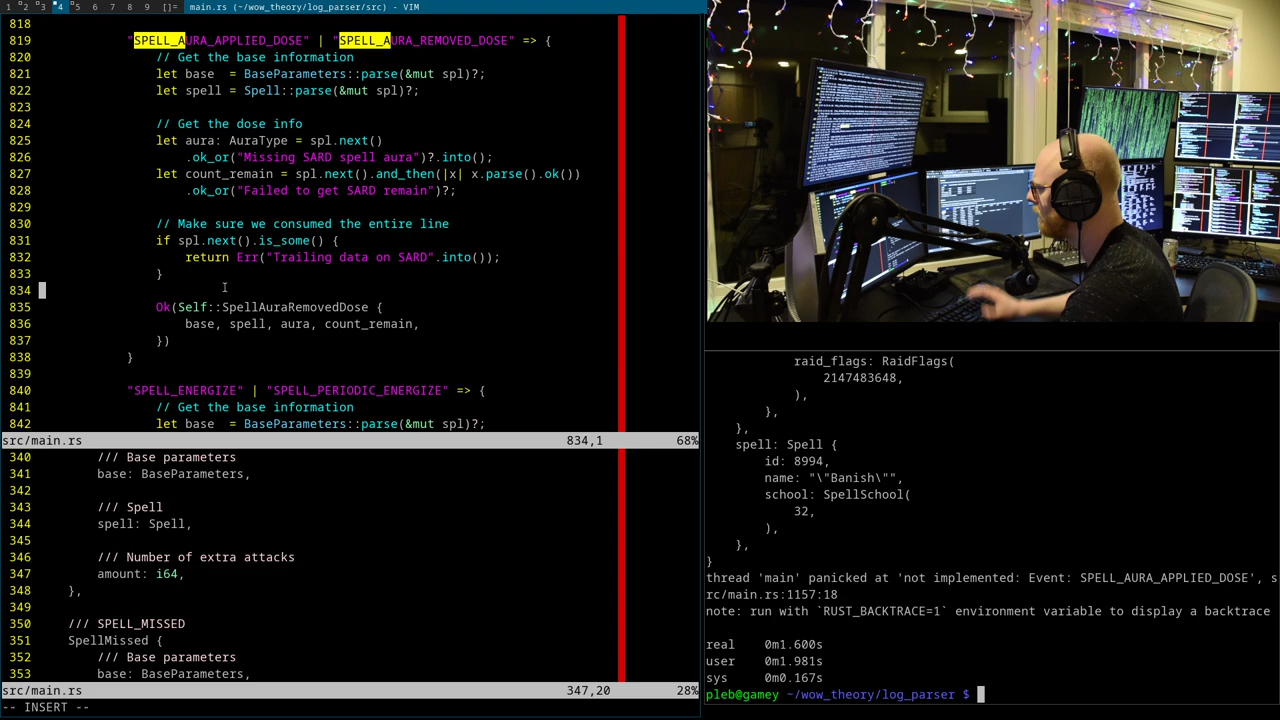 1 2 3 4 5 6 7 8 9 []= main.rs (~/wow_theory/log_parser/src) - VIM
818
819 "SPELL_AURA_APPLIED_DOSE" | "SPELL_AURA_REMOVED_DOSE" => {
820 // Get the base information
821 let base  = BaseParameters::parse(&mut spl)?;
822 let spell = Spell::parse(&mut spl)?;
823
824 // Get the dose info
825 let aura: AuraType = spl.next()
826 .ok_or("Missing SARD spell aura")?.into();
827 let count_remain = spl.next().and_then(|x| x.parse().ok())
828 .ok_or("Failed to get SARD remain")?;
829
830 // Make sure we consumed the entire line
831 if spl.next().is_some() {
832 return Err("Trailing data on SARD".into());
833 }
834
835 Ok(Self::SpellAuraRemovedDose {
836 base, spell, aura, count_remain,
837 })
838 }
839
840 "SPELL_ENERGIZE" | "SPELL_PERIODIC_ENERGIZE" => {
841 // Get the base information
842 let base  = BaseParameters::parse(&mut spl)?;
src/main.rs 834,1 68%
340 /// Base parameters
341 base: BaseParameters,
342
343 /// Spell
344 spell: Spell,
345
346 /// Number of extra attacks
347 amount: i64,
348 },
349
350 /// SPELL_MISSED
351 SpellMissed {
352 /// Base parameters
353 base: BaseParameters,
src/main.rs 347,20 28%
-- INSERT --
raid_flags: RaidFlags(
2147483648,
),
},
},
spell: Spell {
id: 8994,
name: "\"Banish\"",
school: SpellSchool(
32,
),
},
}
thread 'main' panicked at 'not implemented: Event: SPELL_AURA_APPLIED_DOSE', s
rc/main.rs:1157:18
note: run with `RUST_BACKTRACE=1` environment variable to display a backtrace
real 0m1.600s
user 0m1.981s
sys 0m0.167s
pleb@gamey ~/wow_theory/log_parser $